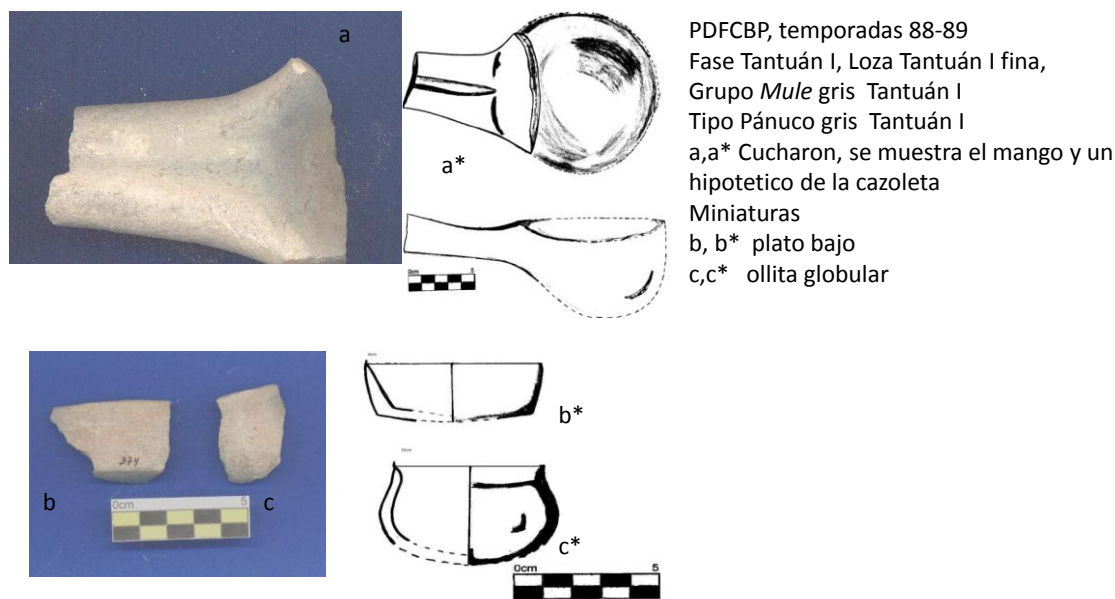 a
a*
0cm 5
PDFCBP, temporadas 88-89
Fase Tantuán I, Loza Tantuán I fina,
Grupo Mule gris Tantuán I
Tipo Pánuco gris Tantuán I
a,a* Cucharon, se muestra el mango y un
hipotetico de la cazoleta
Miniaturas
b, b* plato bajo
c,c* ollita globular
374
b
c
0cm 5
b*
c*
0cm 5